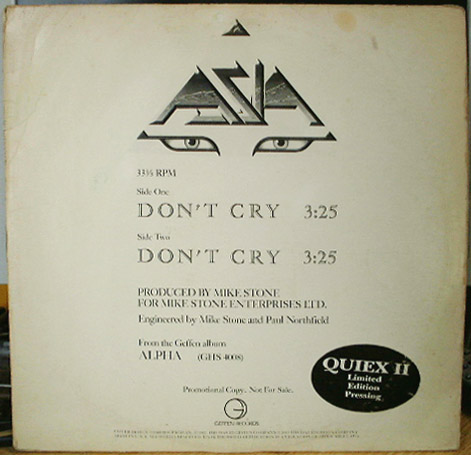 ASIA
33⅓ RPM
Side One
DON'T CRY 3:25
Side Two
DON'T CRY 3:25
PRODUCED BY MIKE STONE
FOR MIKE STONE ENTERPRISES LTD.
Engineered by Mike Stone and Paul Northfield
From the Geffen album
ALPHA (GHS 4008)
QUIEX II
Limited
Edition
Pressing
Promotional Copy. Not For Sale.
GEFFEN RECORDS